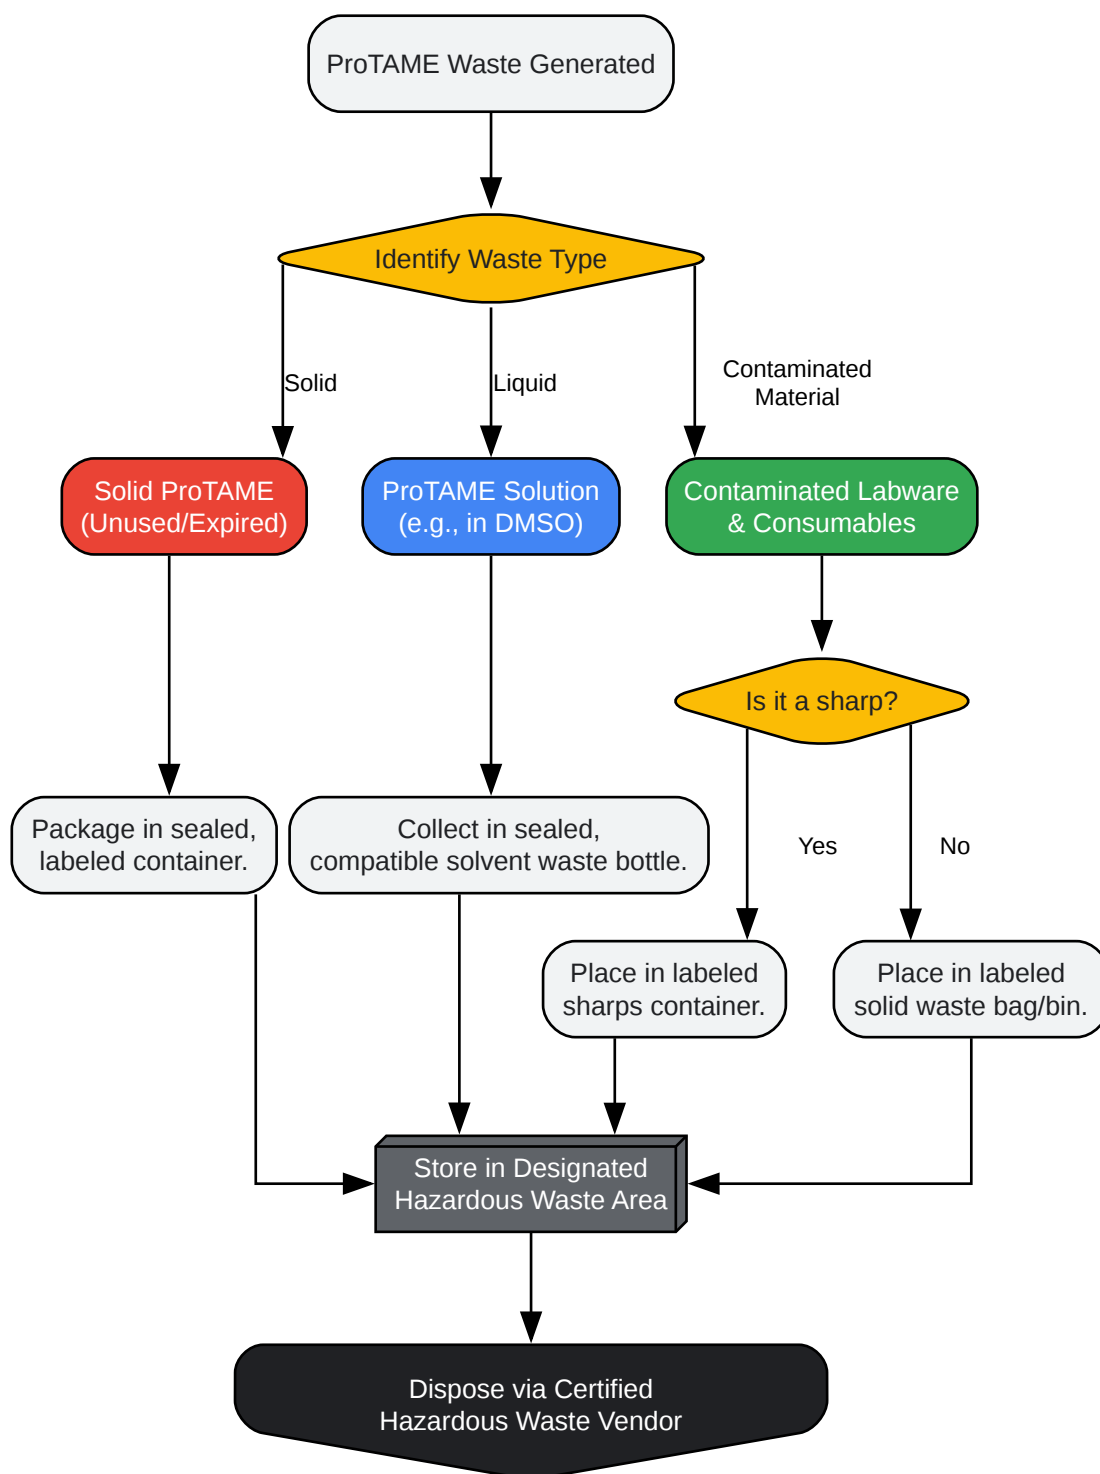 ProTAME Waste Generated
Identify Waste Type
Solid
Liquid
Contaminated
Material
Solid ProTAME
(Unused/Expired)
ProTAME Solution
(e.g., in DMSO)
Contaminated Labware
& Consumables
Is it a sharp?
Package in sealed,
labeled container.
Collect in sealed,
compatible solvent waste bottle.
Yes
No
Place in labeled
sharps container.
Place in labeled
solid waste bag/bin.
Store in Designated
Hazardous Waste Area
Dispose via Certified
Hazardous Waste Vendor